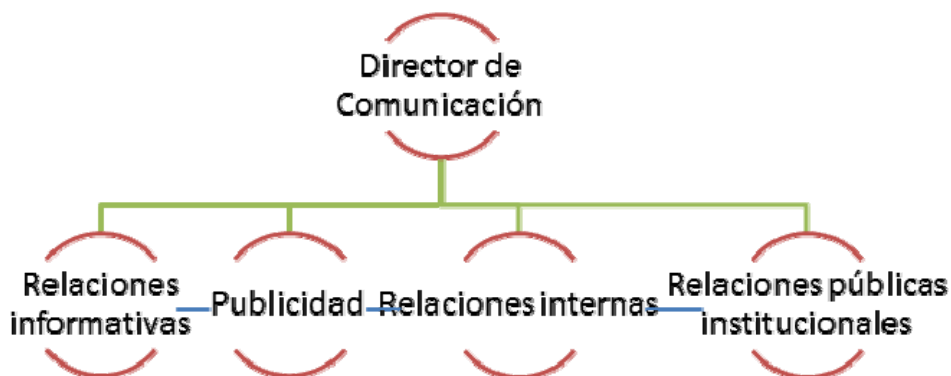 Director de
Comunicación
Relaciones
informativas
Publicidad
Relaciones internas
Relaciones públicas
institucionales